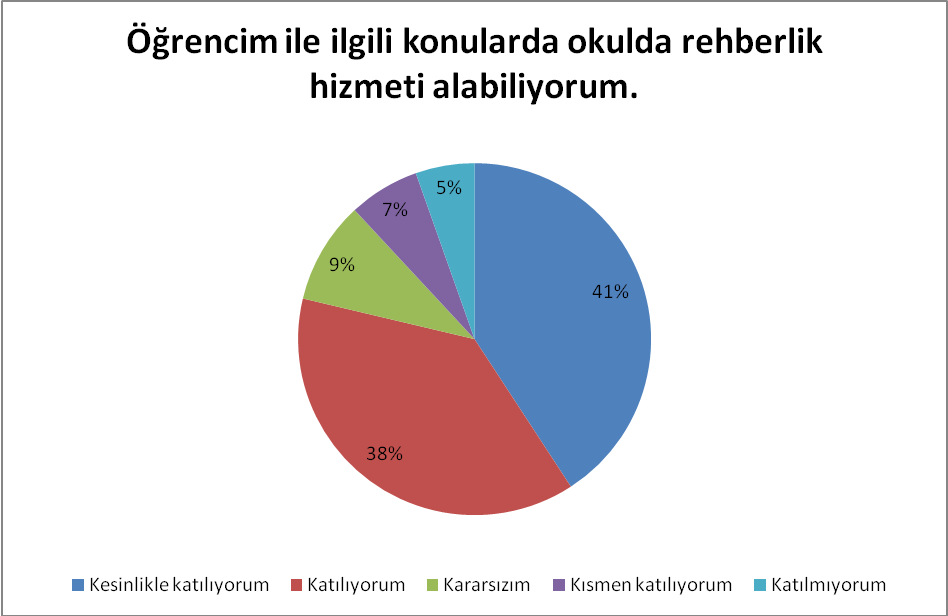 Öğrencim ile ilgili konularda okulda rehberlik
hizmeti alabiliyorum.
5%
7%
9%
41%
38%
Kesinlikle katılıyorum Katılıyorum Kararsızım Kısmen katılıyorum Katılmıyorum